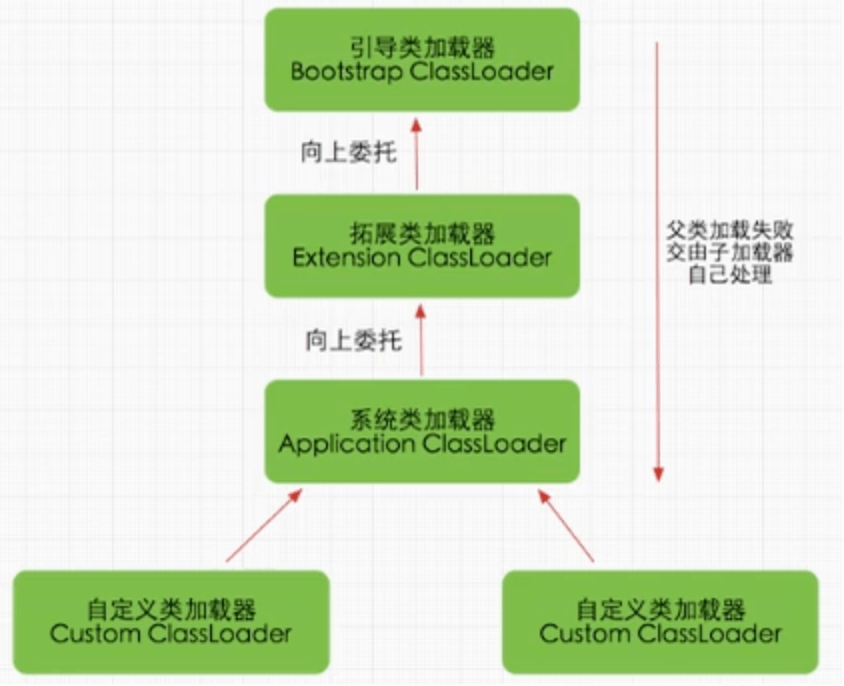 引导类加载器
Bootstrap ClassLoader
向上委托
拓展类加载器
Extension ClassLoader
父类加载失败
交由子加载器
自己处理
向上委托
系统类加载器
Application ClassLoader
自定义类加载器
Custom ClassLoader
自定义类加载器
Custom ClassLoader